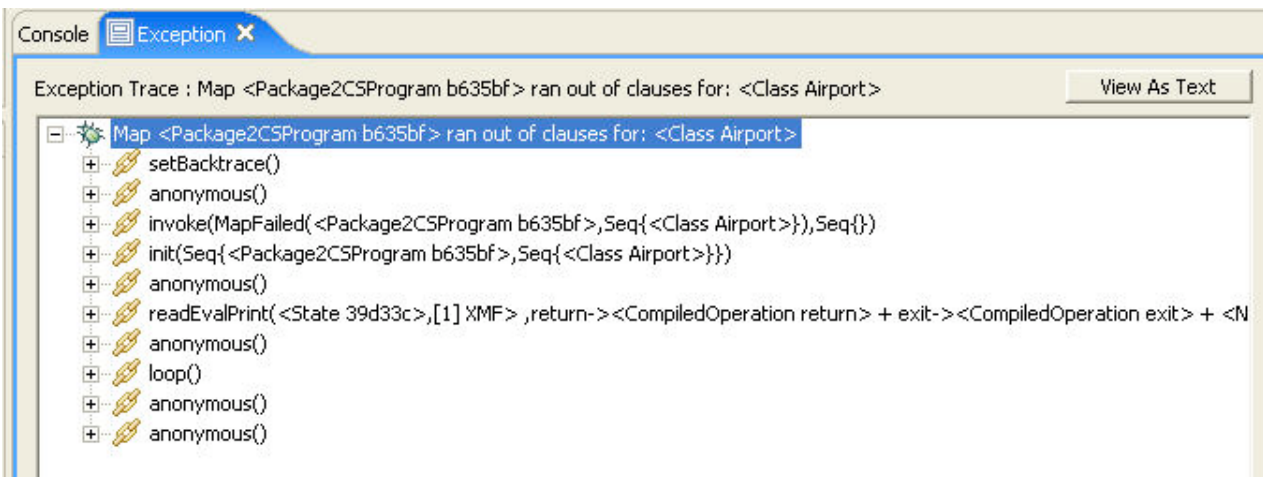 Console Exception
Exception Trace : Map <Package2CSProgram b635bf> ran out of clauses for: <Class Airport> View As Text
Map <Package2CSProgram b635bf> ran out of clauses for: <Class Airport>
setBacktrace()
anonymous()
invoke(MapFailed(<Package2CSProgram b635bf>,Seq{<Class Airport>}),Seq{})
init(Seq{<Package2CSProgram b635bf>,Seq{<Class Airport>}})
anonymous()
readEvalPrint(<State 39d33c>,[1] XMF> ,return-><CompiledOperation return> + exit-><CompiledOperation exit> + <N
anonymous()
loop()
anonymous()
anonymous()